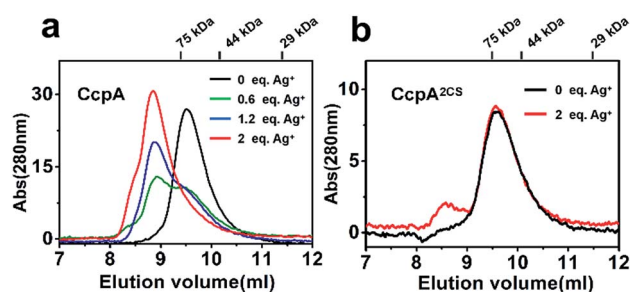 a
75 kDa
44 kDa
29 kDa
CcpA
0 eq. Ag⁺
0.6 eq. Ag⁺
1.2 eq. Ag⁺
2 eq. Ag⁺
Abs(280nm)
30
15
0
7 8 9 10 11 12
Elution volume(ml)
b
75 kDa
44 kDa
29 kDa
CcpA²ᶜˢ
0 eq. Ag⁺
2 eq. Ag⁺
Abs(280nm)
10
5
0
7 8 9 10 11 12
Elution volume(ml)